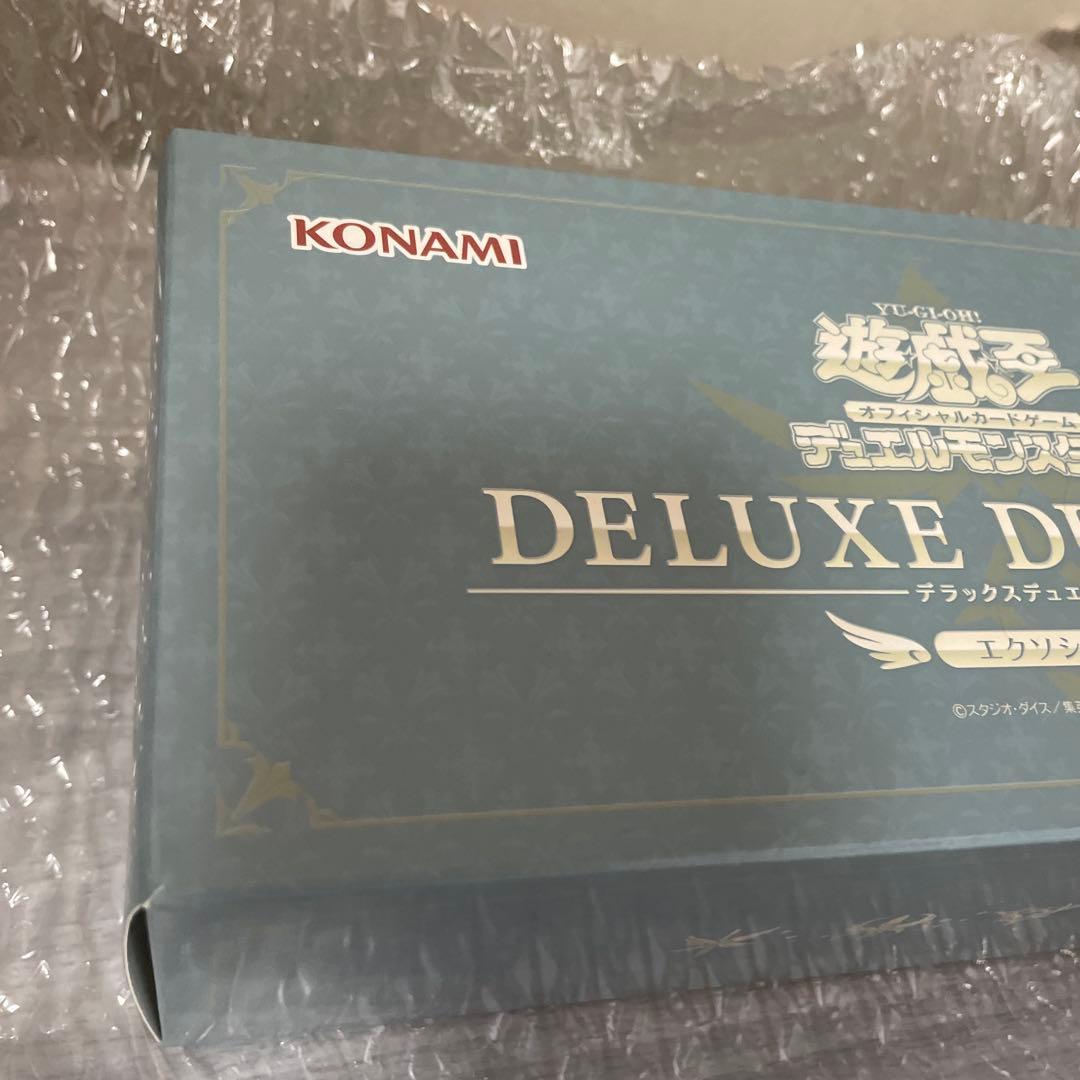 KONAMI
YU-GI-OH!
遊戯王
オフィシャルカードゲーム
デュエルモンスタ
DELUXE D
デラックスデュエ
エクソシ
©スタジオ・ダイス/集